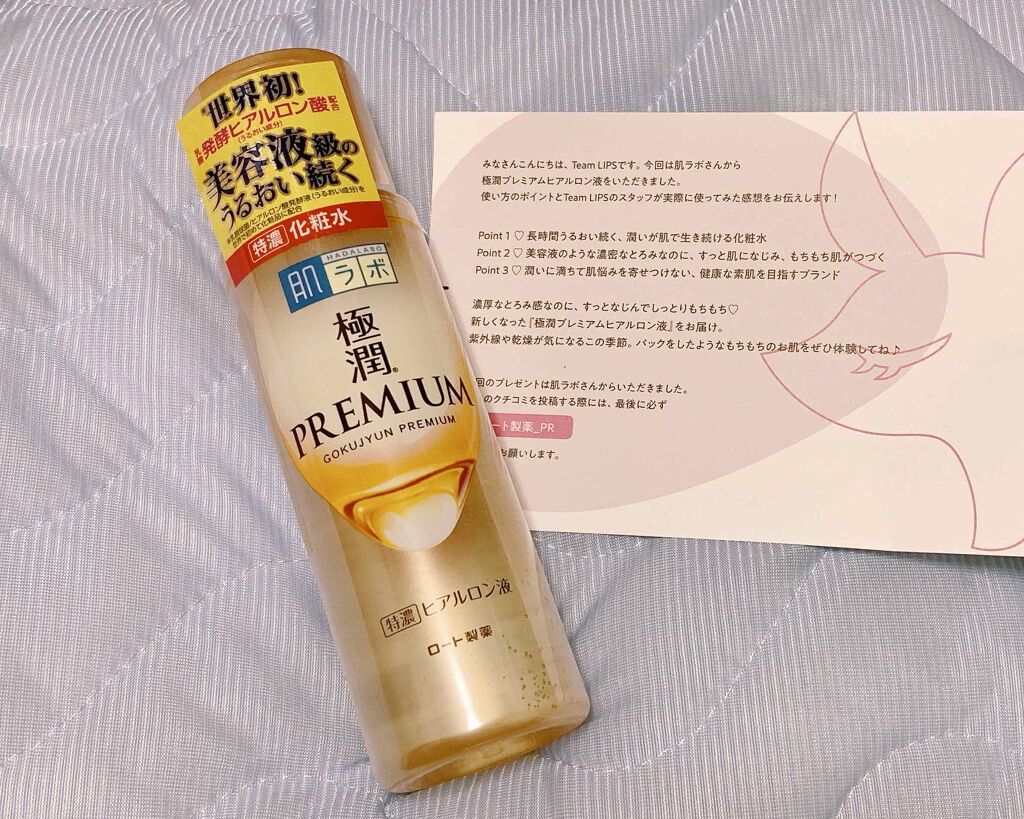 世界初!
乳酸発酵ヒアルロン酸配合
(うるおい成分)
美容液級の
うるおい続く
特濃 化粧水
HADALABO
肌ラボ
極
潤®
PREMIUM
GOKUJYUN PREMIUM
特濃 ヒアルロン液
ロート製薬
みなさんこんにちは、Team LIPSです。今回は肌ラボさんから
極潤プレミアムヒアルロン液をいただきました。
使い方のポイントとTeam LIPSのスタッフが実際に使ってみた感想をお伝えします!
Point 1 ♡ 長時間うるおい続く、潤いが肌で生き続ける化粧水
Point 2 ♡ 美容液のような濃密なとろみなのに、すっと肌になじみ、もちもち肌がつづく
Point 3 ♡ 潤いに満ちて肌悩みを寄せつけない、健康な素肌を目指すブランド
濃厚なとろみ感なのに、すっとなじんでしっとりもちもち♡
新しくなった『極潤プレミアムヒアルロン液』をお届け。
紫外線や乾燥が気になるこの季節。パックをしたようなもちもちのお肌をぜひ体験してね♪
回のプレゼントは肌ラボさんからいただきました。
のクチコミを投稿する際には、最後に必ず
ート製薬_PR
お願いします。